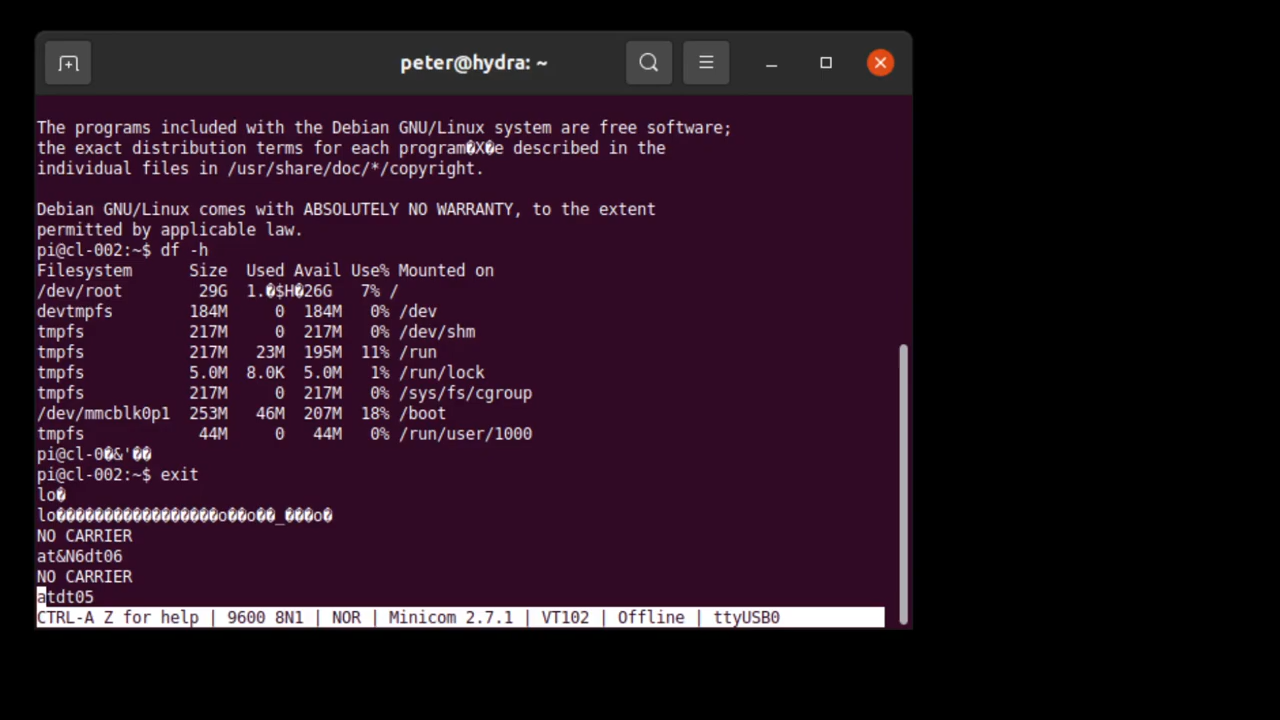 peter@hydra: ~
The programs included with the Debian GNU/Linux system are free software;
the exact distribution terms for each program�X�e described in the
individual files in /usr/share/doc/*/copyright.
Debian GNU/Linux comes with ABSOLUTELY NO WARRANTY, to the extent
permitted by applicable law.
pi@cl-002:~$ df -h
Filesystem      Size  Used Avail Use% Mounted on
/dev/root        29G  1.�$H�26G   7% /
devtmpfs        184M     0  184M   0% /dev
tmpfs           217M     0  217M   0% /dev/shm
tmpfs           217M   23M  195M  11% /run
tmpfs           5.0M  8.0K  5.0M   1% /run/lock
tmpfs           217M     0  217M   0% /sys/fs/cgroup
/dev/mmcblk0p1  253M   46M  207M  18% /boot
tmpfs            44M     0   44M   0% /run/user/1000
pi@cl-0�&'��
pi@cl-002:~$ exit
lo�
lo�����������������o��o��_���o�
NO CARRIER
at&N6dt06
NO CARRIER
atdt05
CTRL-A Z for help | 9600 8N1 | NOR | Minicom 2.7.1 | VT102 | Offline | ttyUSB0